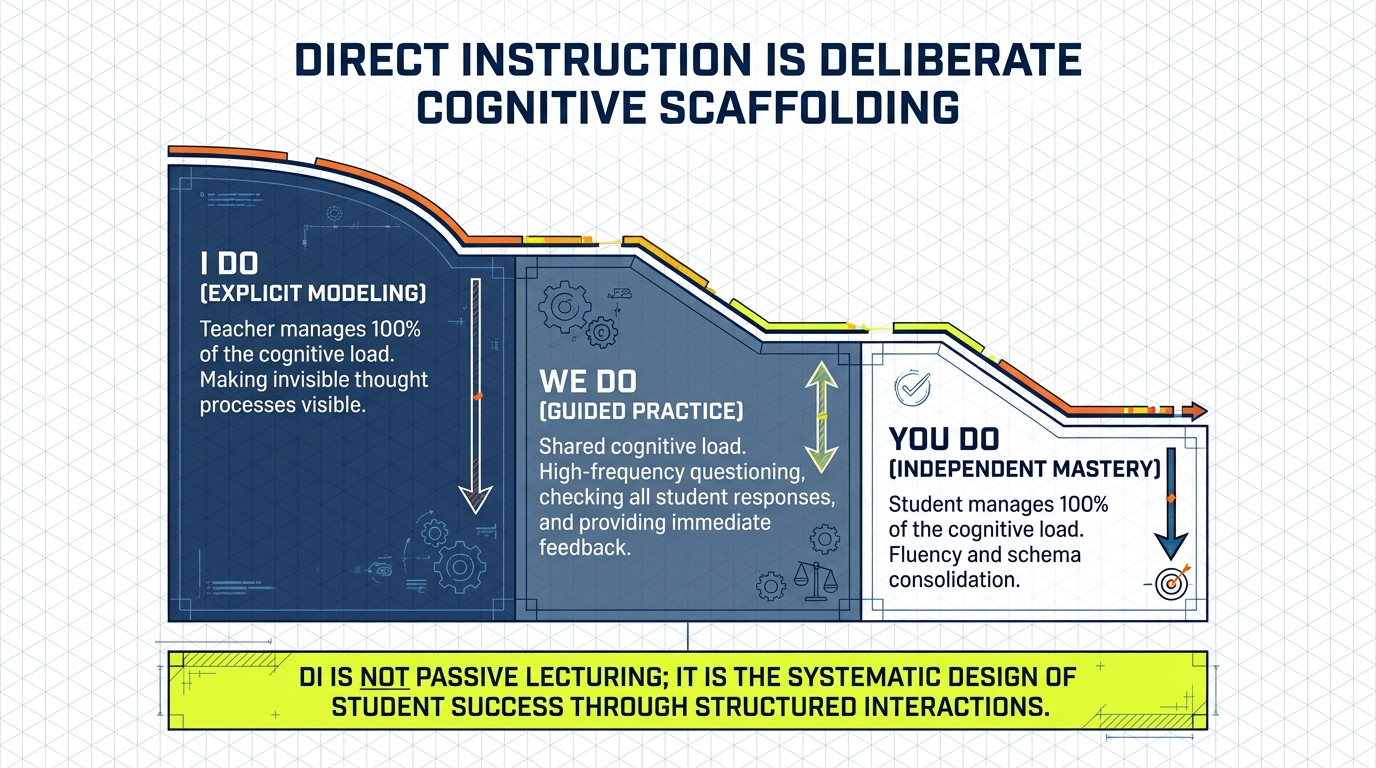 DIRECT INSTRUCTION IS DELIBERATE
COGNITIVE SCAFFOLDING
I DO
(EXPLICIT MODELING)
Teacher manages 100%
of the cognitive load.
Making invisible thought
processes visible.
WE DO
(GUIDED PRACTICE)
Shared cognitive load.
High-frequency questioning,
checking all student responses,
and providing immediate
feedback.
YOU DO
(INDEPENDENT MASTERY)
Student manages 100%
of the cognitive load.
Fluency and schema
consolidation.
DI IS NOT PASSIVE LECTURING; IT IS THE SYSTEMATIC DESIGN OF
STUDENT SUCCESS THROUGH STRUCTURED INTERACTIONS.